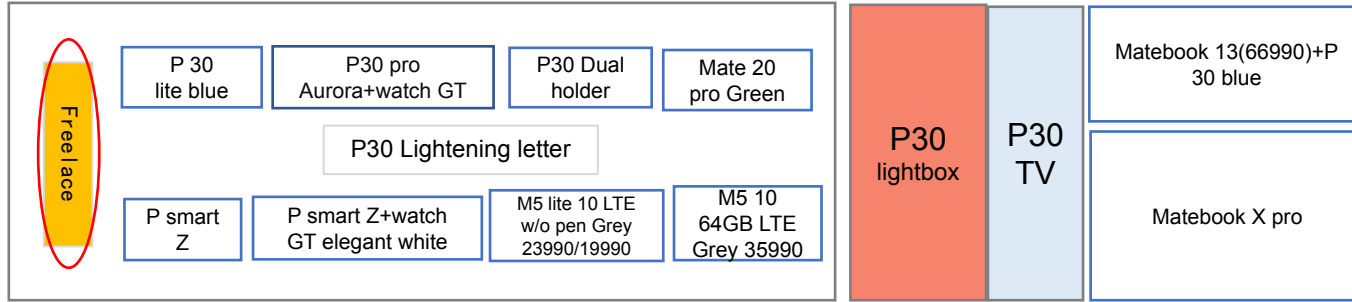 Freelace
P 30
lite blue
P30 pro
Aurora+watch GT
P30 Dual
holder
Mate 20
pro Green
P30 Lightening letter
P smart
Z
P smart Z+watch
GT elegant white
M5 lite 10 LTE
w/o pen Grey
23990/19990
M5 10
64GB LTE
Grey 35990
P30
lightbox
P30
TV
Matebook 13(66990)+P
30 blue
Matebook X pro